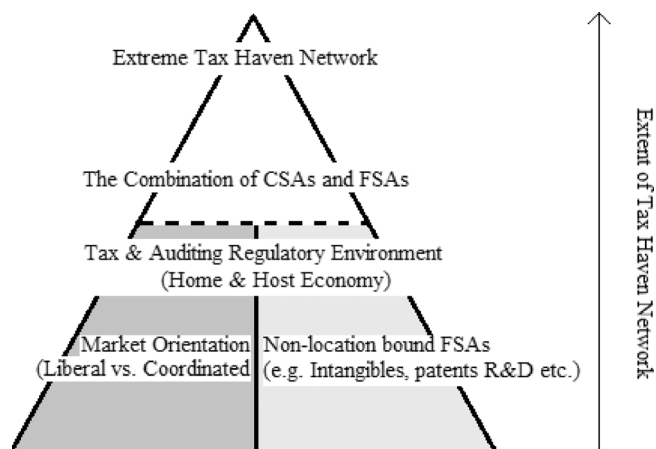 Extreme Tax Haven Network
The Combination of CSAs and FSAs
Tax & Auditing Regulatory Environment
(Home & Host Economy)
Market Orientation
(Liberal vs. Coordinated
Non-location bound FSAs
(e.g. Intangibles, patents R&D etc.)
Extent of Tax Haven
Network